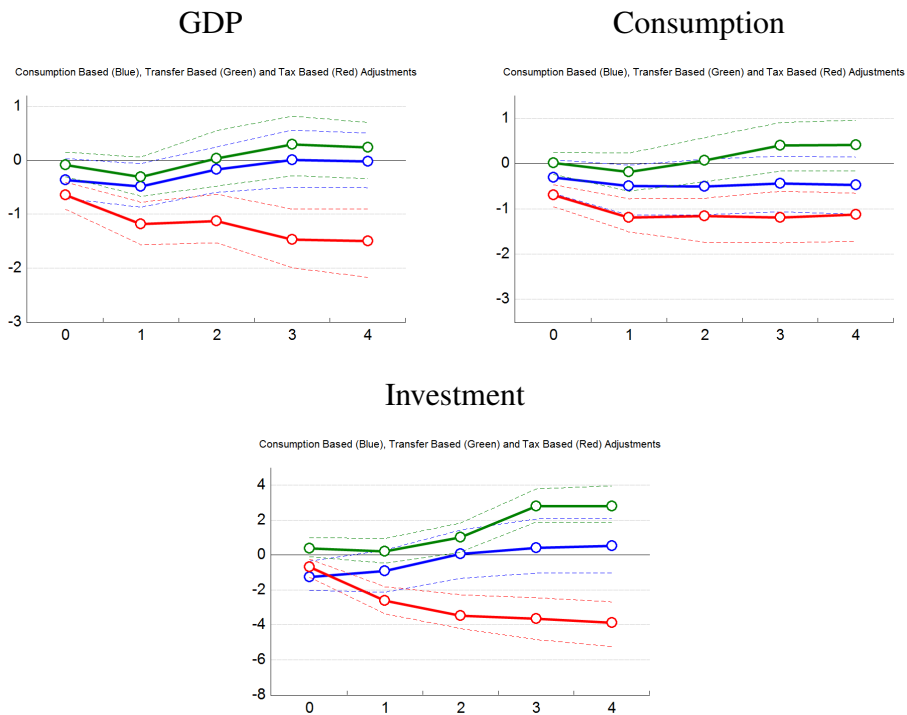 GDP
Consumption Based (Blue), Transfer Based (Green) and Tax Based (Red) Adjustments
1
0
-1
-2
-3
0 1 2 3 4
Consumption
Consumption Based (Blue), Transfer Based (Green) and Tax Based (Red) Adjustments
1
0
-1
-2
-3
0 1 2 3 4
Investment
Consumption Based (Blue), Transfer Based (Green) and Tax Based (Red) Adjustments
4
2
0
-2
-4
-6
-8
0 1 2 3 4